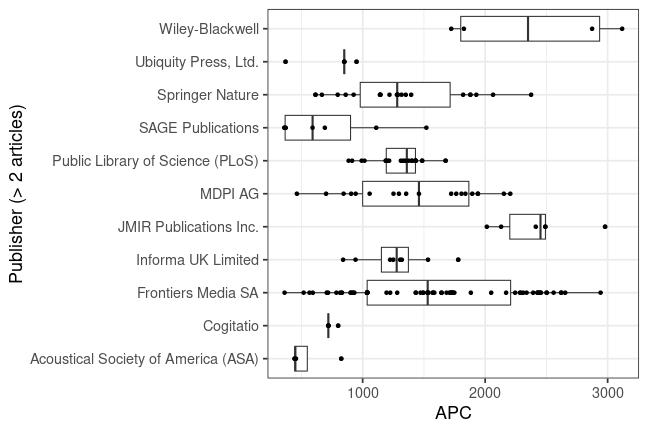 Publisher (> 2 articles)
Wiley-Blackwell
Ubiquity Press, Ltd.
Springer Nature
SAGE Publications
Public Library of Science (PLoS)
MDPI AG
JMIR Publications Inc.
Informa UK Limited
Frontiers Media SA
Cogitatio
Acoustical Society of America (ASA)
1000 2000 3000
APC